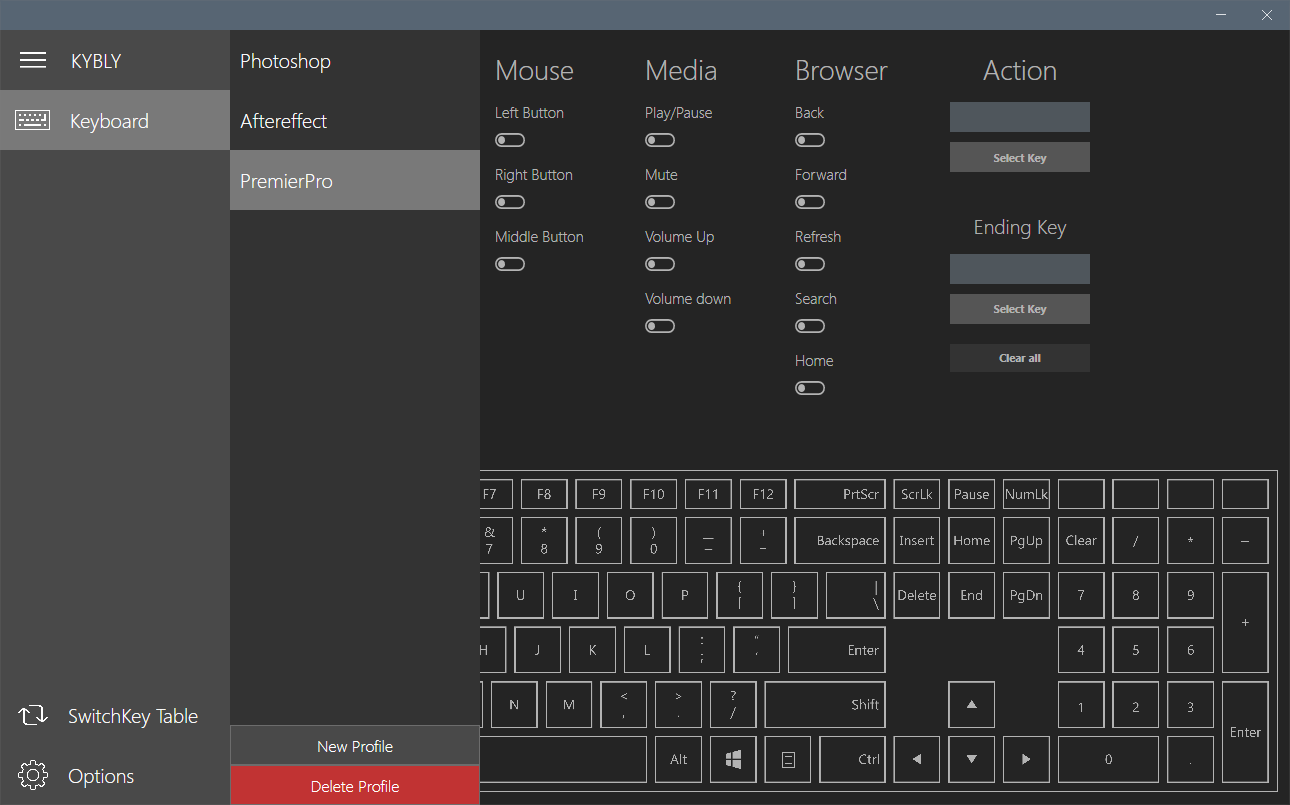 KYBLY
Keyboard
SwitchKey Table
Options
Photoshop
Aftereffect
PremierPro
New Profile
Delete Profile
Mouse
Left Button
Right Button
Middle Button
Media
Play/Pause
Mute
Volume Up
Volume down
Browser
Back
Forward
Refresh
Search
Home
Action
Select Key
Ending Key
Select Key
Clear all
F7 F8 F9 F10 F11 F12 PrtScr ScrLk Pause NumLk
& * ( ) — '
7 8 9 0 – – Backspace Insert Home PgUp Clear / * –
U I O P { } | Delete End PgDn 7 8 9 +
[ ] \
H J K L : " Enter 4 5 6
; '
N M < > ? Shift ▲ 1 2 3 Enter
, . /
Alt Ctrl ◄ ▼ ► 0 .